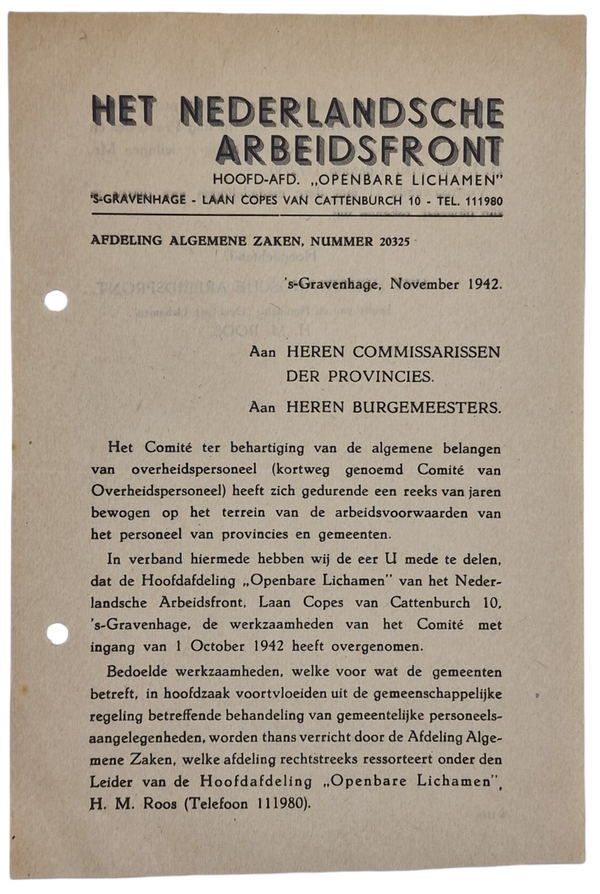 HET NEDERLANDSCHE
ARBEIDSFRONT
HOOFD-AFD. „OPENBARE LICHAMEN”
'S-GRAVENHAGE - LAAN COPES VAN CATTENBURCH 10 - TEL. 111980
AFDELING ALGEMENE ZAKEN, NUMMER 20325
's-Gravenhage, November 1942.
Aan HEREN COMMISSARISSEN
DER PROVINCIES.
Aan HEREN BURGEMEESTERS.
Het Comité ter behartiging van de algemene belangen
van overheidspersoneel (kortweg genoemd Comité van
Overheidspersoneel) heeft zich gedurende een reeks van jaren
bewogen op het terrein van de arbeidsvoorwaarden van
het personeel van provincies en gemeenten.
In verband hiermede hebben wij de eer U mede te delen,
dat de Hoofdafdeling „Openbare Lichamen” van het Neder-
landsche Arbeidsfront, Laan Copes van Cattenburch 10,
's-Gravenhage, de werkzaamheden van het Comité met
ingang van 1 October 1942 heeft overgenomen.
Bedoelde werkzaamheden, welke voor wat de gemeenten
betreft, in hoofdzaak voortvloeiden uit de gemeenschappelijke
regeling betreffende behandeling van gemeentelijke personeels-
aangelegenheden, worden thans verricht door de Afdeling Alge-
mene Zaken, welke afdeling rechtstreeks ressorteert onder den
Leider van de Hoofdafdeling „Openbare Lichamen”,
H. M. Roos (Telefoon 111980).